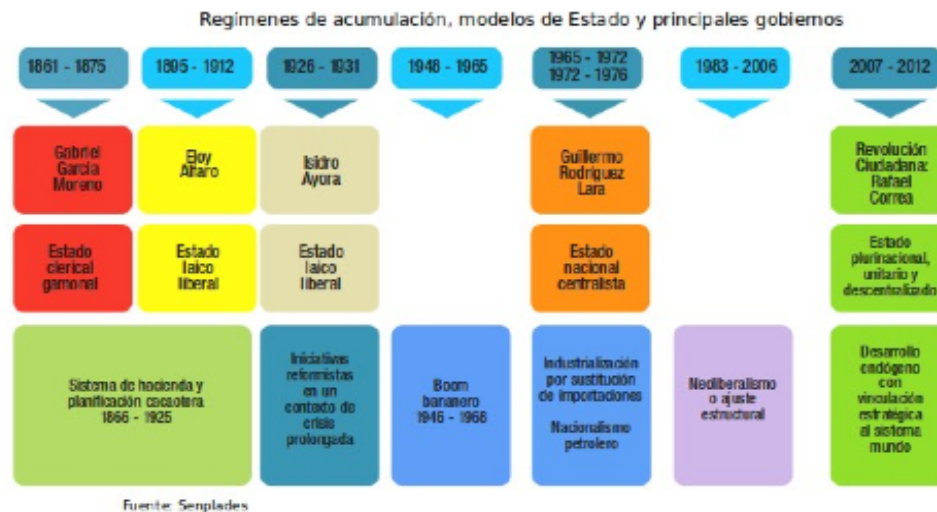 Regímenes de acumulación, modelos de Estado y principales gobiernos
1861 - 1875
1895 - 1912
1926 - 1931
1948 - 1965
1965 - 1972
1972 - 1976
1983 - 2006
2007 - 2012
Gabriel
García
Moreno
Eloy
Alfaro
Isidro
Ayora
Guillermo
Rodríguez
Lara
Revolución
Ciudadana:
Rafael
Correa
Estado
clerical
gamonal
Estado
laico
liberal
Estado
laico
liberal
Estado
nacional
centralista
Estado
plurinacional,
unitario y
descentralizado
Sistema de hacienda y
planificación cacaotera
1866 - 1925
Iniciativas
reformistas
en un
contexto de
crisis
prolongada
Boom
bananero
1946 - 1968
Industrialización
por sustitución
de importaciones
Nacionalismo
petrolero
Neoliberalismo
o ajuste
estructural
Desarrollo
endógeno
con
vinculación
estratégica
al sistema
mundo
Fuente: Senplades